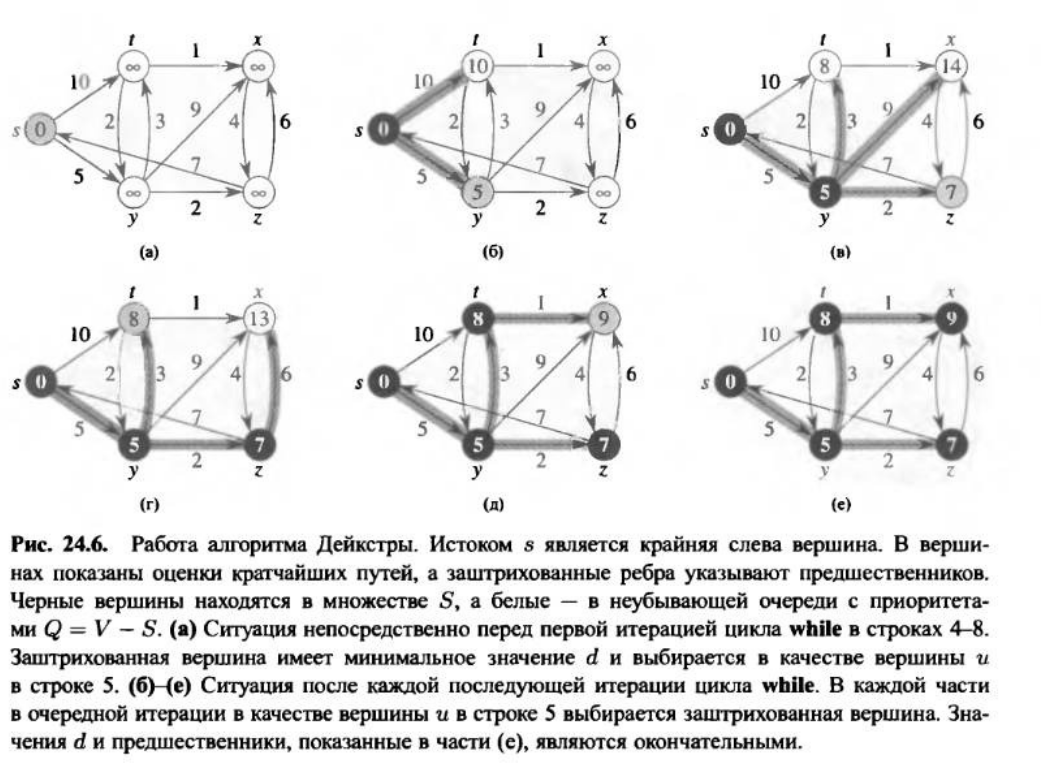 t 1 x
10 ∞ ∞
s 0 2 3 9 4 6
5 7
∞ 2 ∞
y z
(а)
t 1 x
10 10 ∞
s 0 2 3 9 4 6
5 7
5 2 ∞
y z
(б)
t 1 x
10 8 14
s 0 2 3 9 4 6
5 7
5 2 7
y z
(в)
t 1 x
10 8 13
s 0 2 3 9 4 6
5 7
5 2 7
y z
(г)
t 1 x
10 8 9
s 0 2 3 9 4 6
5 7
5 2 7
y z
(д)
t 1 x
10 8 9
s 0 2 3 9 4 6
5 7
5 2 7
y z
(е)
Рис. 24.6. Работа алгоритма Дейкстры. Истоком s является крайняя слева вершина. В верши-
нах показаны оценки кратчайших путей, а заштрихованные ребра указывают предшественников.
Черные вершины находятся в множестве S, а белые — в неубывающей очереди с приоритета-
ми Q = V − S. (а) Ситуация непосредственно перед первой итерацией цикла while в строках 4–8.
Заштрихованная вершина имеет минимальное значение d и выбирается в качестве вершины u
в строке 5. (б)–(е) Ситуация после каждой последующей итерации цикла while. В каждой части
в очередной итерации в качестве вершины u в строке 5 выбирается заштрихованная вершина. Зна-
чения d и предшественники, показанные в части (е), являются окончательными.